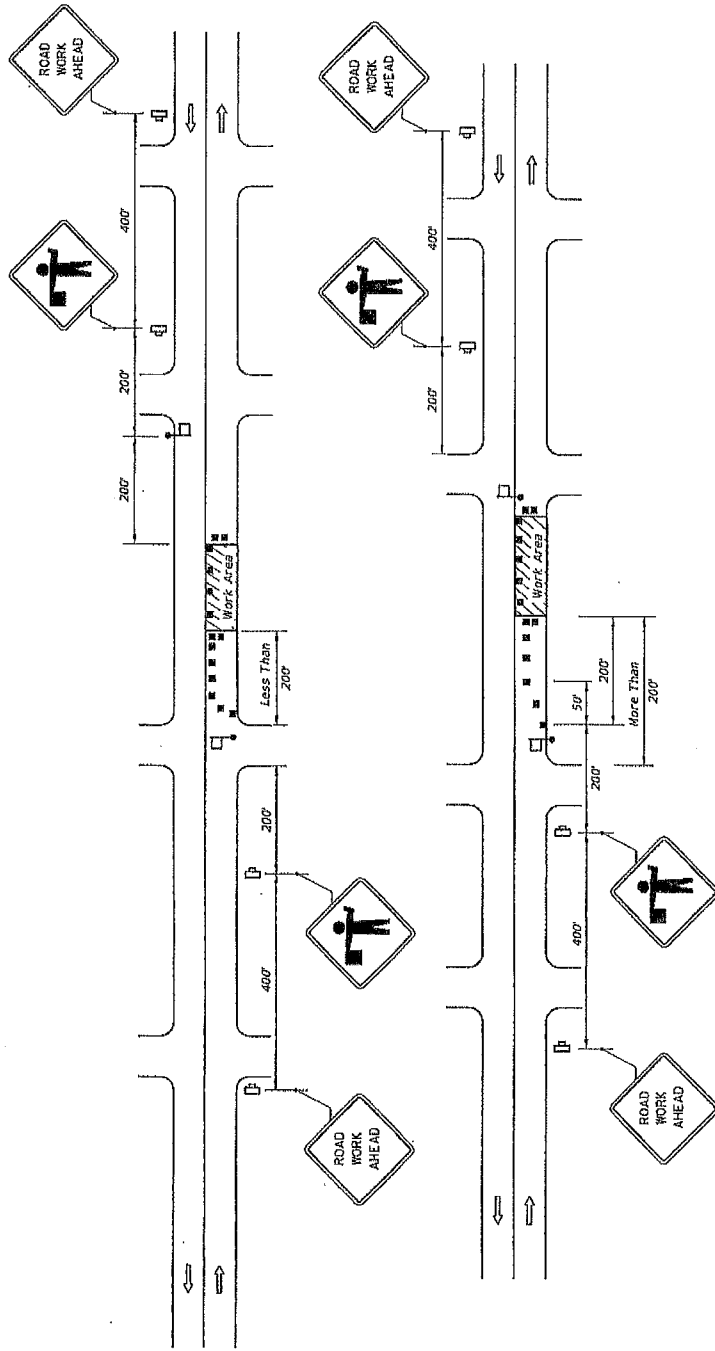 ROAD
WORK
AHEAD
400'
200'
200'
Work Area
Less Than
200'
200'
400'
ROAD
WORK
AHEAD
ROAD
WORK
AHEAD
400'
200'
Work Area
200'
More Than
200'
50'
200'
400'
ROAD
WORK
AHEAD